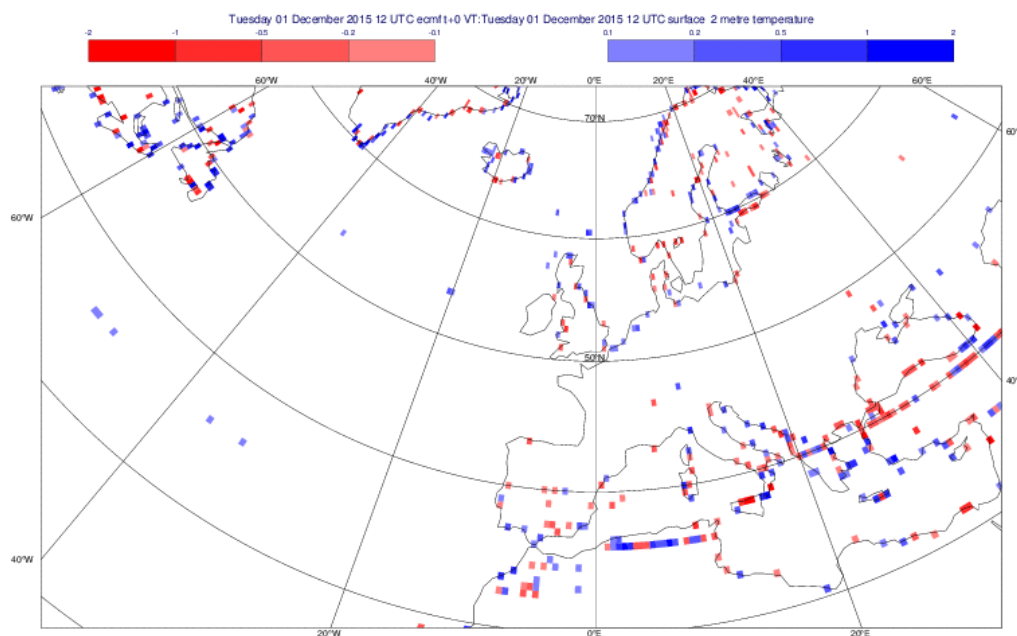 Tuesday 01 December 2015 12 UTC ecmf t+0 VT:Tuesday 01 December 2015 12 UTC surface 2 metre temperature
-2 -1 -0.5 -0.2 -0.1 0.1 0.2 0.5 1 2
60°W 40°W 20°W 0°E 20°E 40°E 60°E
70°N
60°
60°W
50°N
40°
40°W
20°W 0°E 20°E